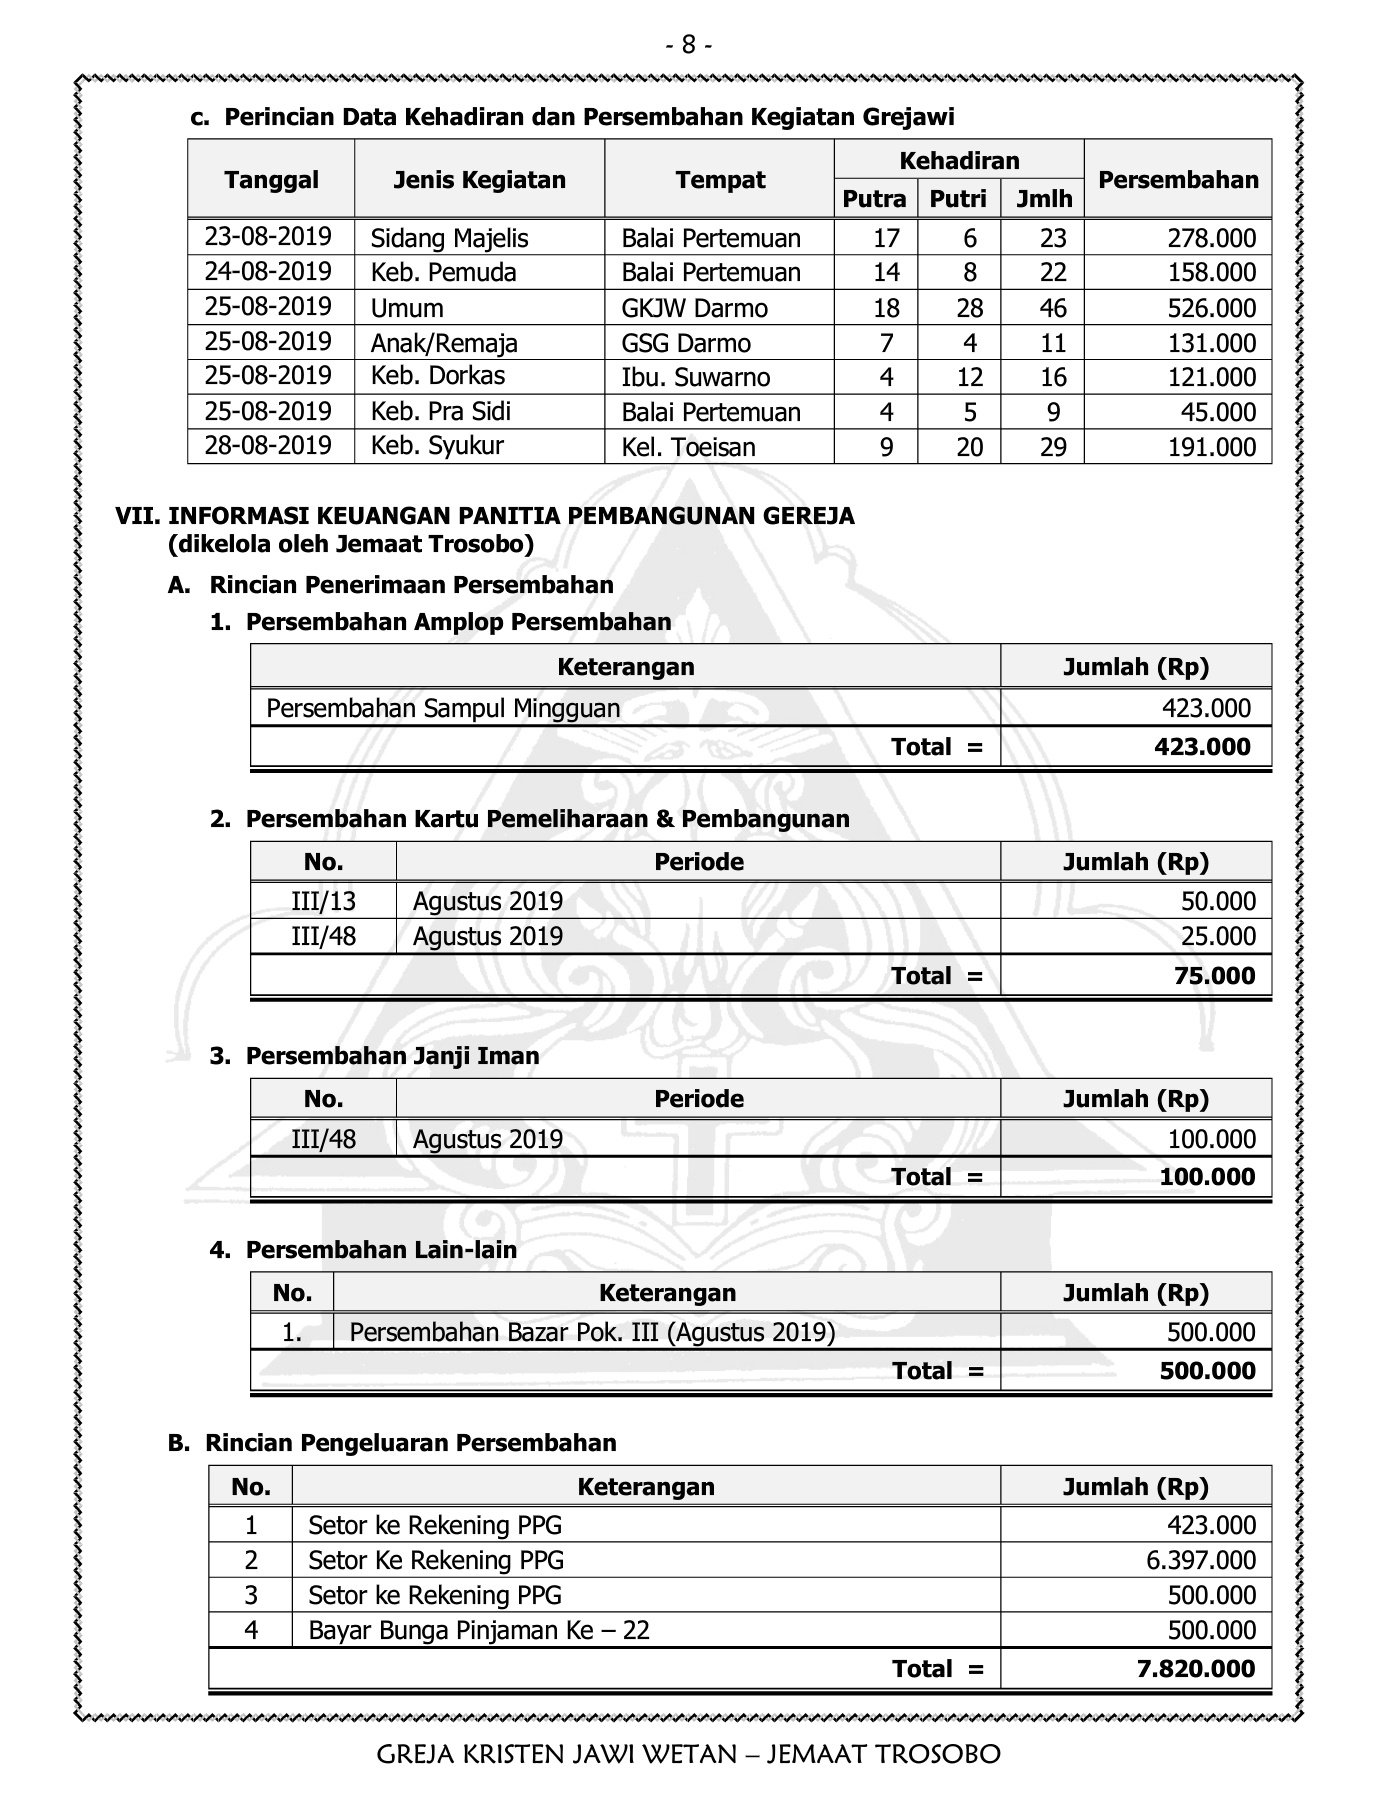 - 8 -
c. Perincian Data Kehadiran dan Persembahan Kegiatan Grejawi
Tanggal Jenis Kegiatan Tempat Kehadiran Persembahan
Putra Putri Jmlh
23-08-2019 Sidang Majelis Balai Pertemuan 17 6 23 278.000
24-08-2019 Keb. Pemuda Balai Pertemuan 14 8 22 158.000
25-08-2019 Umum GKJW Darmo 18 28 46 526.000
25-08-2019 Anak/Remaja GSG Darmo 7 4 11 131.000
25-08-2019 Keb. Dorkas Ibu. Suwarno 4 12 16 121.000
25-08-2019 Keb. Pra Sidi Balai Pertemuan 4 5 9 45.000
28-08-2019 Keb. Syukur Kel. Toeisan 9 20 29 191.000
VII. INFORMASI KEUANGAN PANITIA PEMBANGUNAN GEREJA
(dikelola oleh Jemaat Trosobo)
A. Rincian Penerimaan Persembahan
1. Persembahan Amplop Persembahan
Keterangan Jumlah (Rp)
Persembahan Sampul Mingguan 423.000
Total = 423.000
2. Persembahan Kartu Pemeliharaan & Pembangunan
No. Periode Jumlah (Rp)
III/13 Agustus 2019 50.000
III/48 Agustus 2019 25.000
Total = 75.000
3. Persembahan Janji Iman
No. Periode Jumlah (Rp)
III/48 Agustus 2019 100.000
Total = 100.000
4. Persembahan Lain-lain
No. Keterangan Jumlah (Rp)
1. Persembahan Bazar Pok. III (Agustus 2019) 500.000
Total = 500.000
B. Rincian Pengeluaran Persembahan
No. Keterangan Jumlah (Rp)
1 Setor ke Rekening PPG 423.000
2 Setor Ke Rekening PPG 6.397.000
3 Setor ke Rekening PPG 500.000
4 Bayar Bunga Pinjaman Ke – 22 500.000
Total = 7.820.000
GREJA KRISTEN JAWI WETAN – JEMAAT TROSOBO